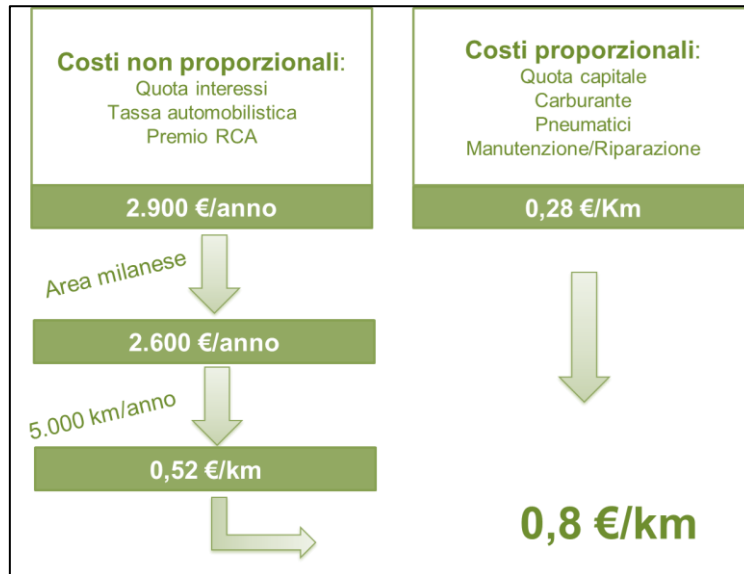 Costi non proporzionali:
Quota interessi
Tassa automobilistica
Premio RCA
2.900 €/anno
Area milanese
2.600 €/anno
5.000 km/anno
0,52 €/km
Costi proporzionali:
Quota capitale
Carburante
Pneumatici
Manutenzione/Riparazione
0,28 €/Km
0,8 €/km